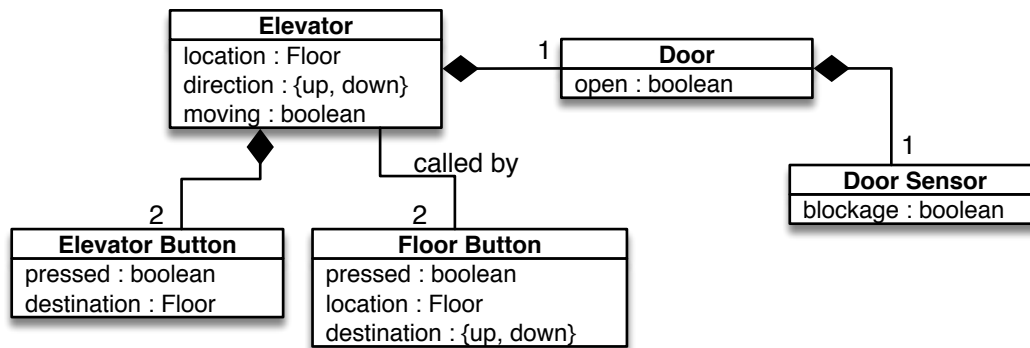 Elevator
location : Floor
direction : {up, down}
moving : boolean
1
Door
open : boolean
called by
1
Door Sensor
blockage : boolean
2
Elevator Button
pressed : boolean
destination : Floor
2
Floor Button
pressed : boolean
location : Floor
destination : {up, down}